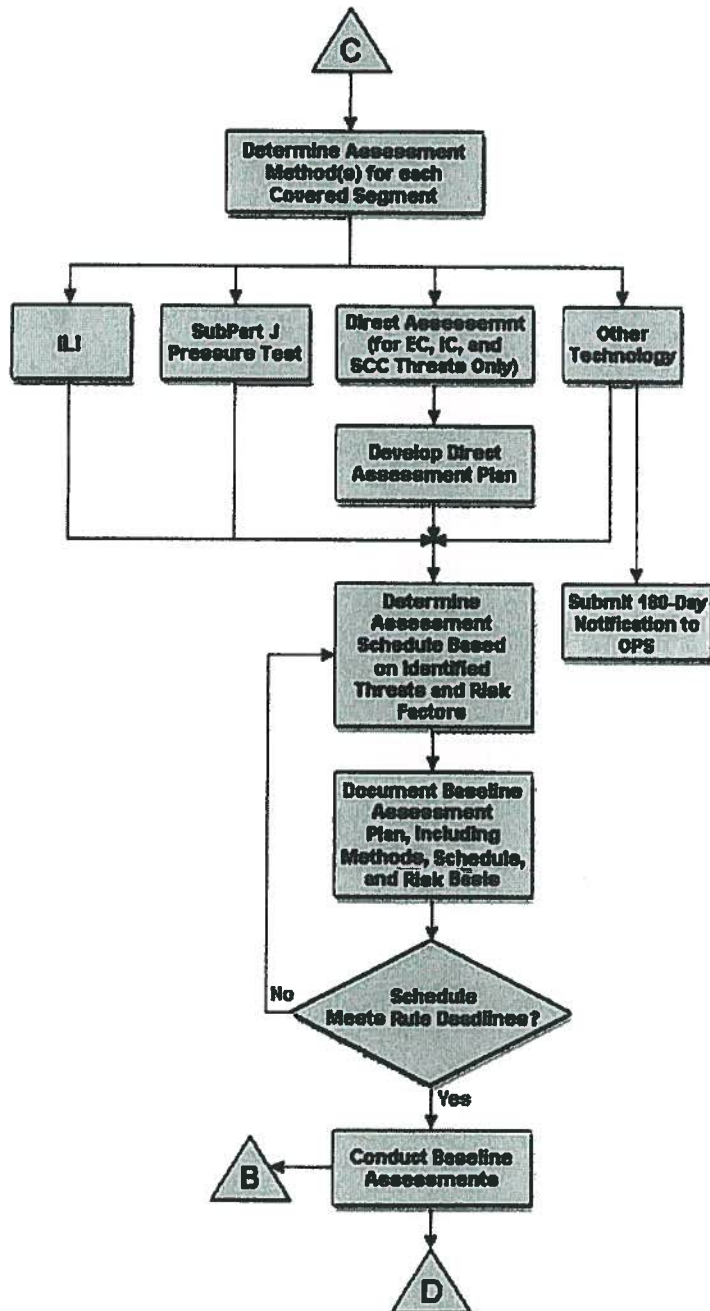 C
Determine Assessment
Method(s) for each
Covered Segment
ILI
SubPart J
Pressure Test
Direct Assessemnt
(for EC, IC, and
SCC Threats Only)
Other
Technology
Develop Direct
Assessment Plan
Determine
Assessment
Schedule Based
on Identified
Threats and Risk
Factors
Submit 180-Day
Notification to
OPS
Document Baseline
Assessment
Plan, Including
Methods, Schedule,
and Risk Basis
No
Schedule
Meets Rule Deadlines?
Yes
B
Conduct Baseline
Assessments
D